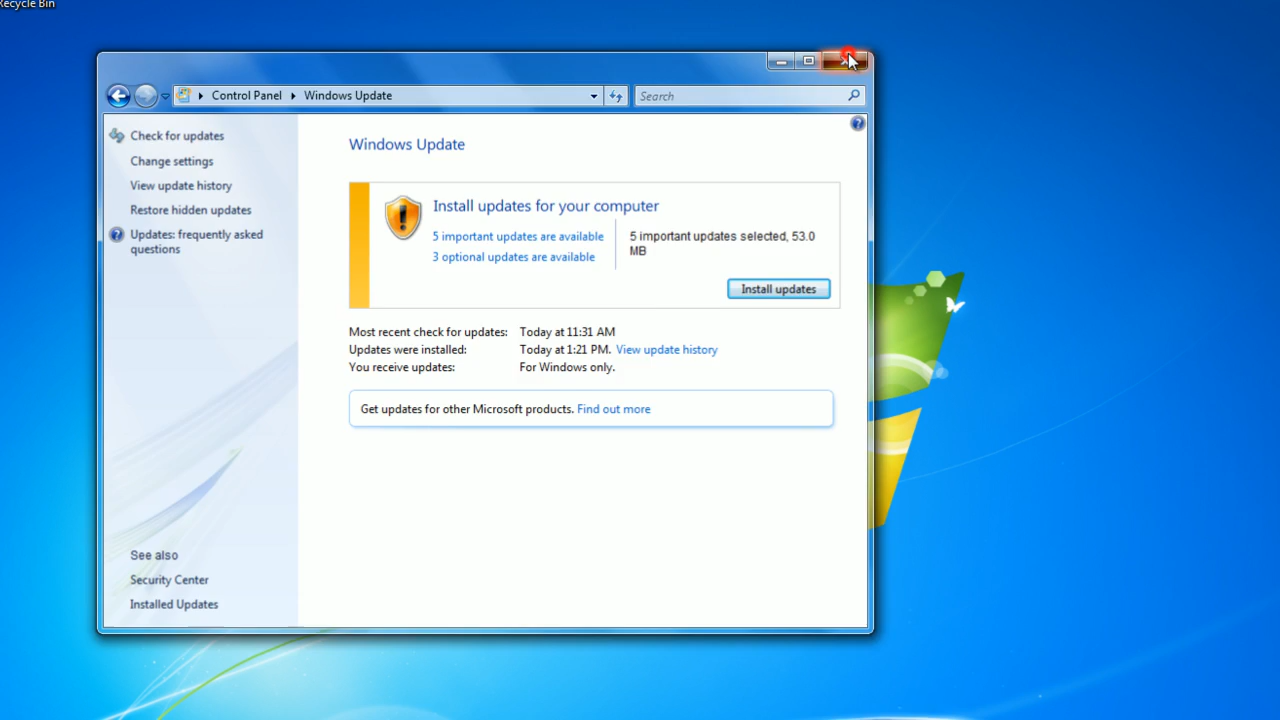 Recycle Bin
Control Panel
Windows Update
Search
Check for updates
Change settings
View update history
Restore hidden updates
Updates: frequently asked
questions
See also
Security Center
Installed Updates
Windows Update
Install updates for your computer
5 important updates are available
3 optional updates are available
5 important updates selected, 53.0
MB
Install updates
Most recent check for updates: Today at 11:31 AM
Updates were installed: Today at 1:21 PM. View update history
You receive updates: For Windows only.
Get updates for other Microsoft products. Find out more